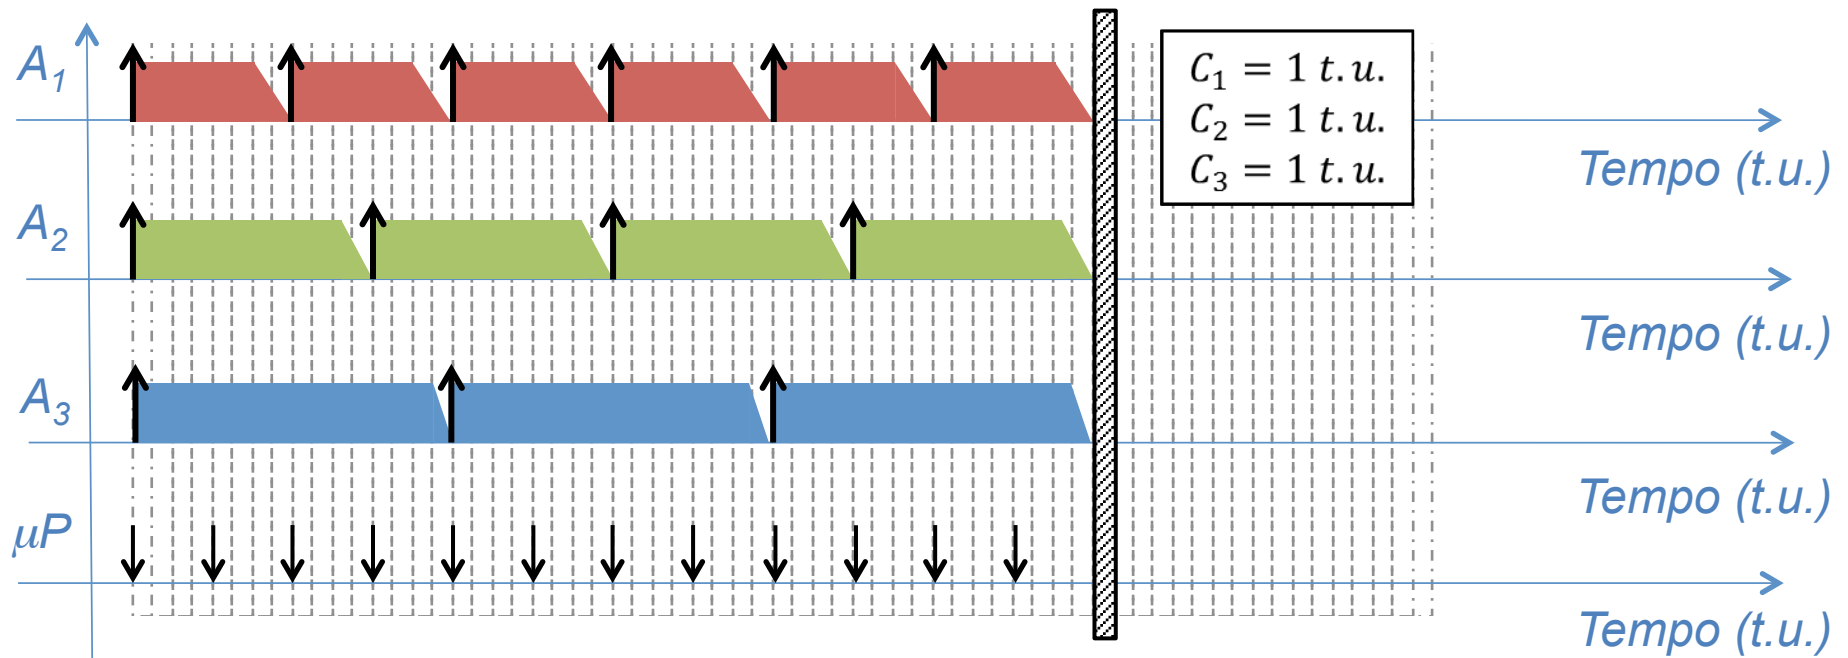 A₁
C₁ = 1 t.u.
C₂ = 1 t.u.
C₃ = 1 t.u.
Tempo (t.u.)
A₂
Tempo (t.u.)
A₃
Tempo (t.u.)
μP
Tempo (t.u.)